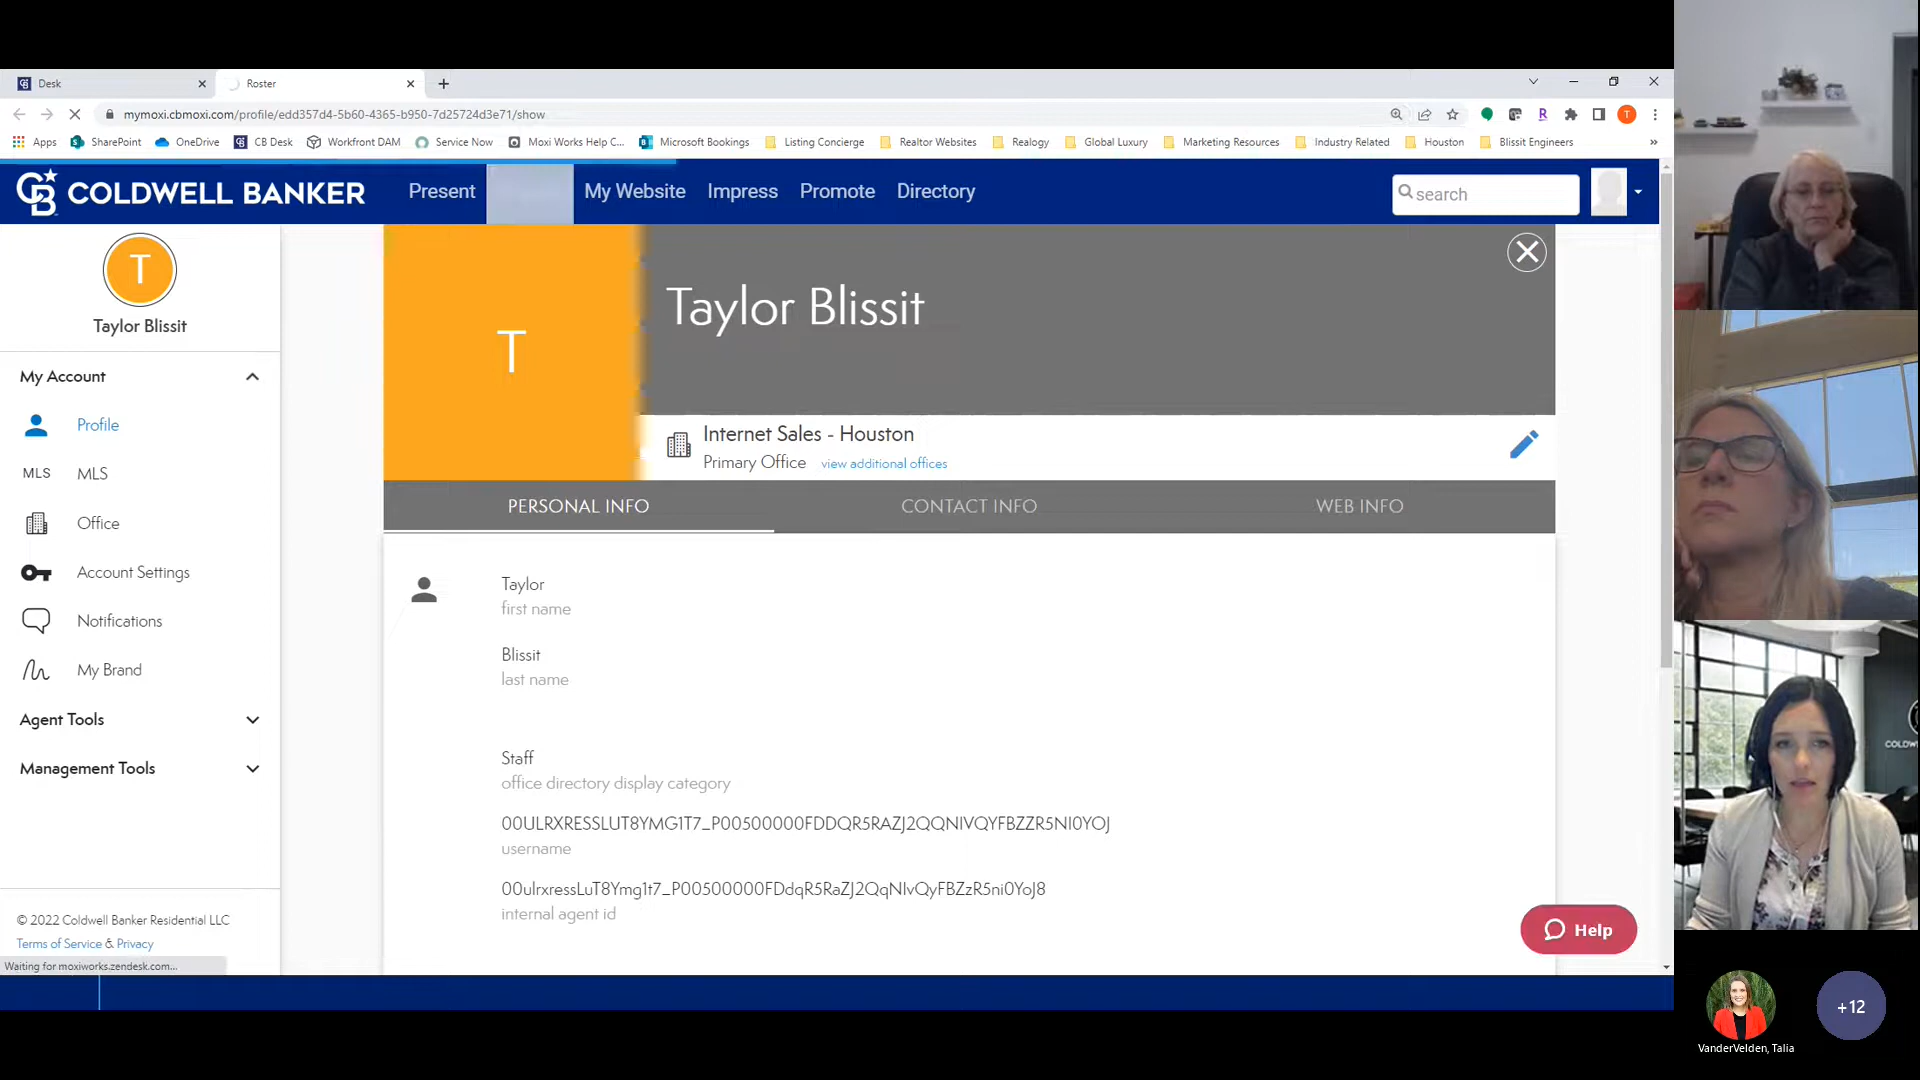 Desk
Roster
mymoxi.cbmoxi.com/profile/edd357d4-5b60-4365-b950-7d25724d3e71/show
T
Apps
SharePoint
OneDrive
CB Desk
Workfront DAM
Service Now
Moxi Works Help C...
Microsoft Bookings
Listing Concierge
Realtor Websites
Realogy
Global Luxury
Marketing Resources
Industry Related
Houston
Blissit Engineers
»
COLDWELL BANKER
Present
My Website
Impress
Promote
Directory
search
T
Taylor Blissit
My Account
Profile
MLS MLS
Office
Account Settings
Notifications
My Brand
Agent Tools
Management Tools
© 2022 Coldwell Banker Residential LLC
Terms of Service & Privacy
Waiting for moxiworks.zendesk.com...
T
Taylor Blissit
Internet Sales - Houston
Primary Office view additional offices
PERSONAL INFO
CONTACT INFO
WEB INFO
Taylor
first name
Blissit
last name
Staff
office directory display category
00ULRXRESSLUT8YMG1T7_P00500000FDDQR5RAZJ2QQNIVQYFBZZR5NI0YOJ
username
00ulrxressLuT8Ymg1t7_P00500000FDdqR5RaZJ2QqNIvQyFBZzR5ni0YoJ8
internal agent id
Help
VanderVelden, Talia
+12